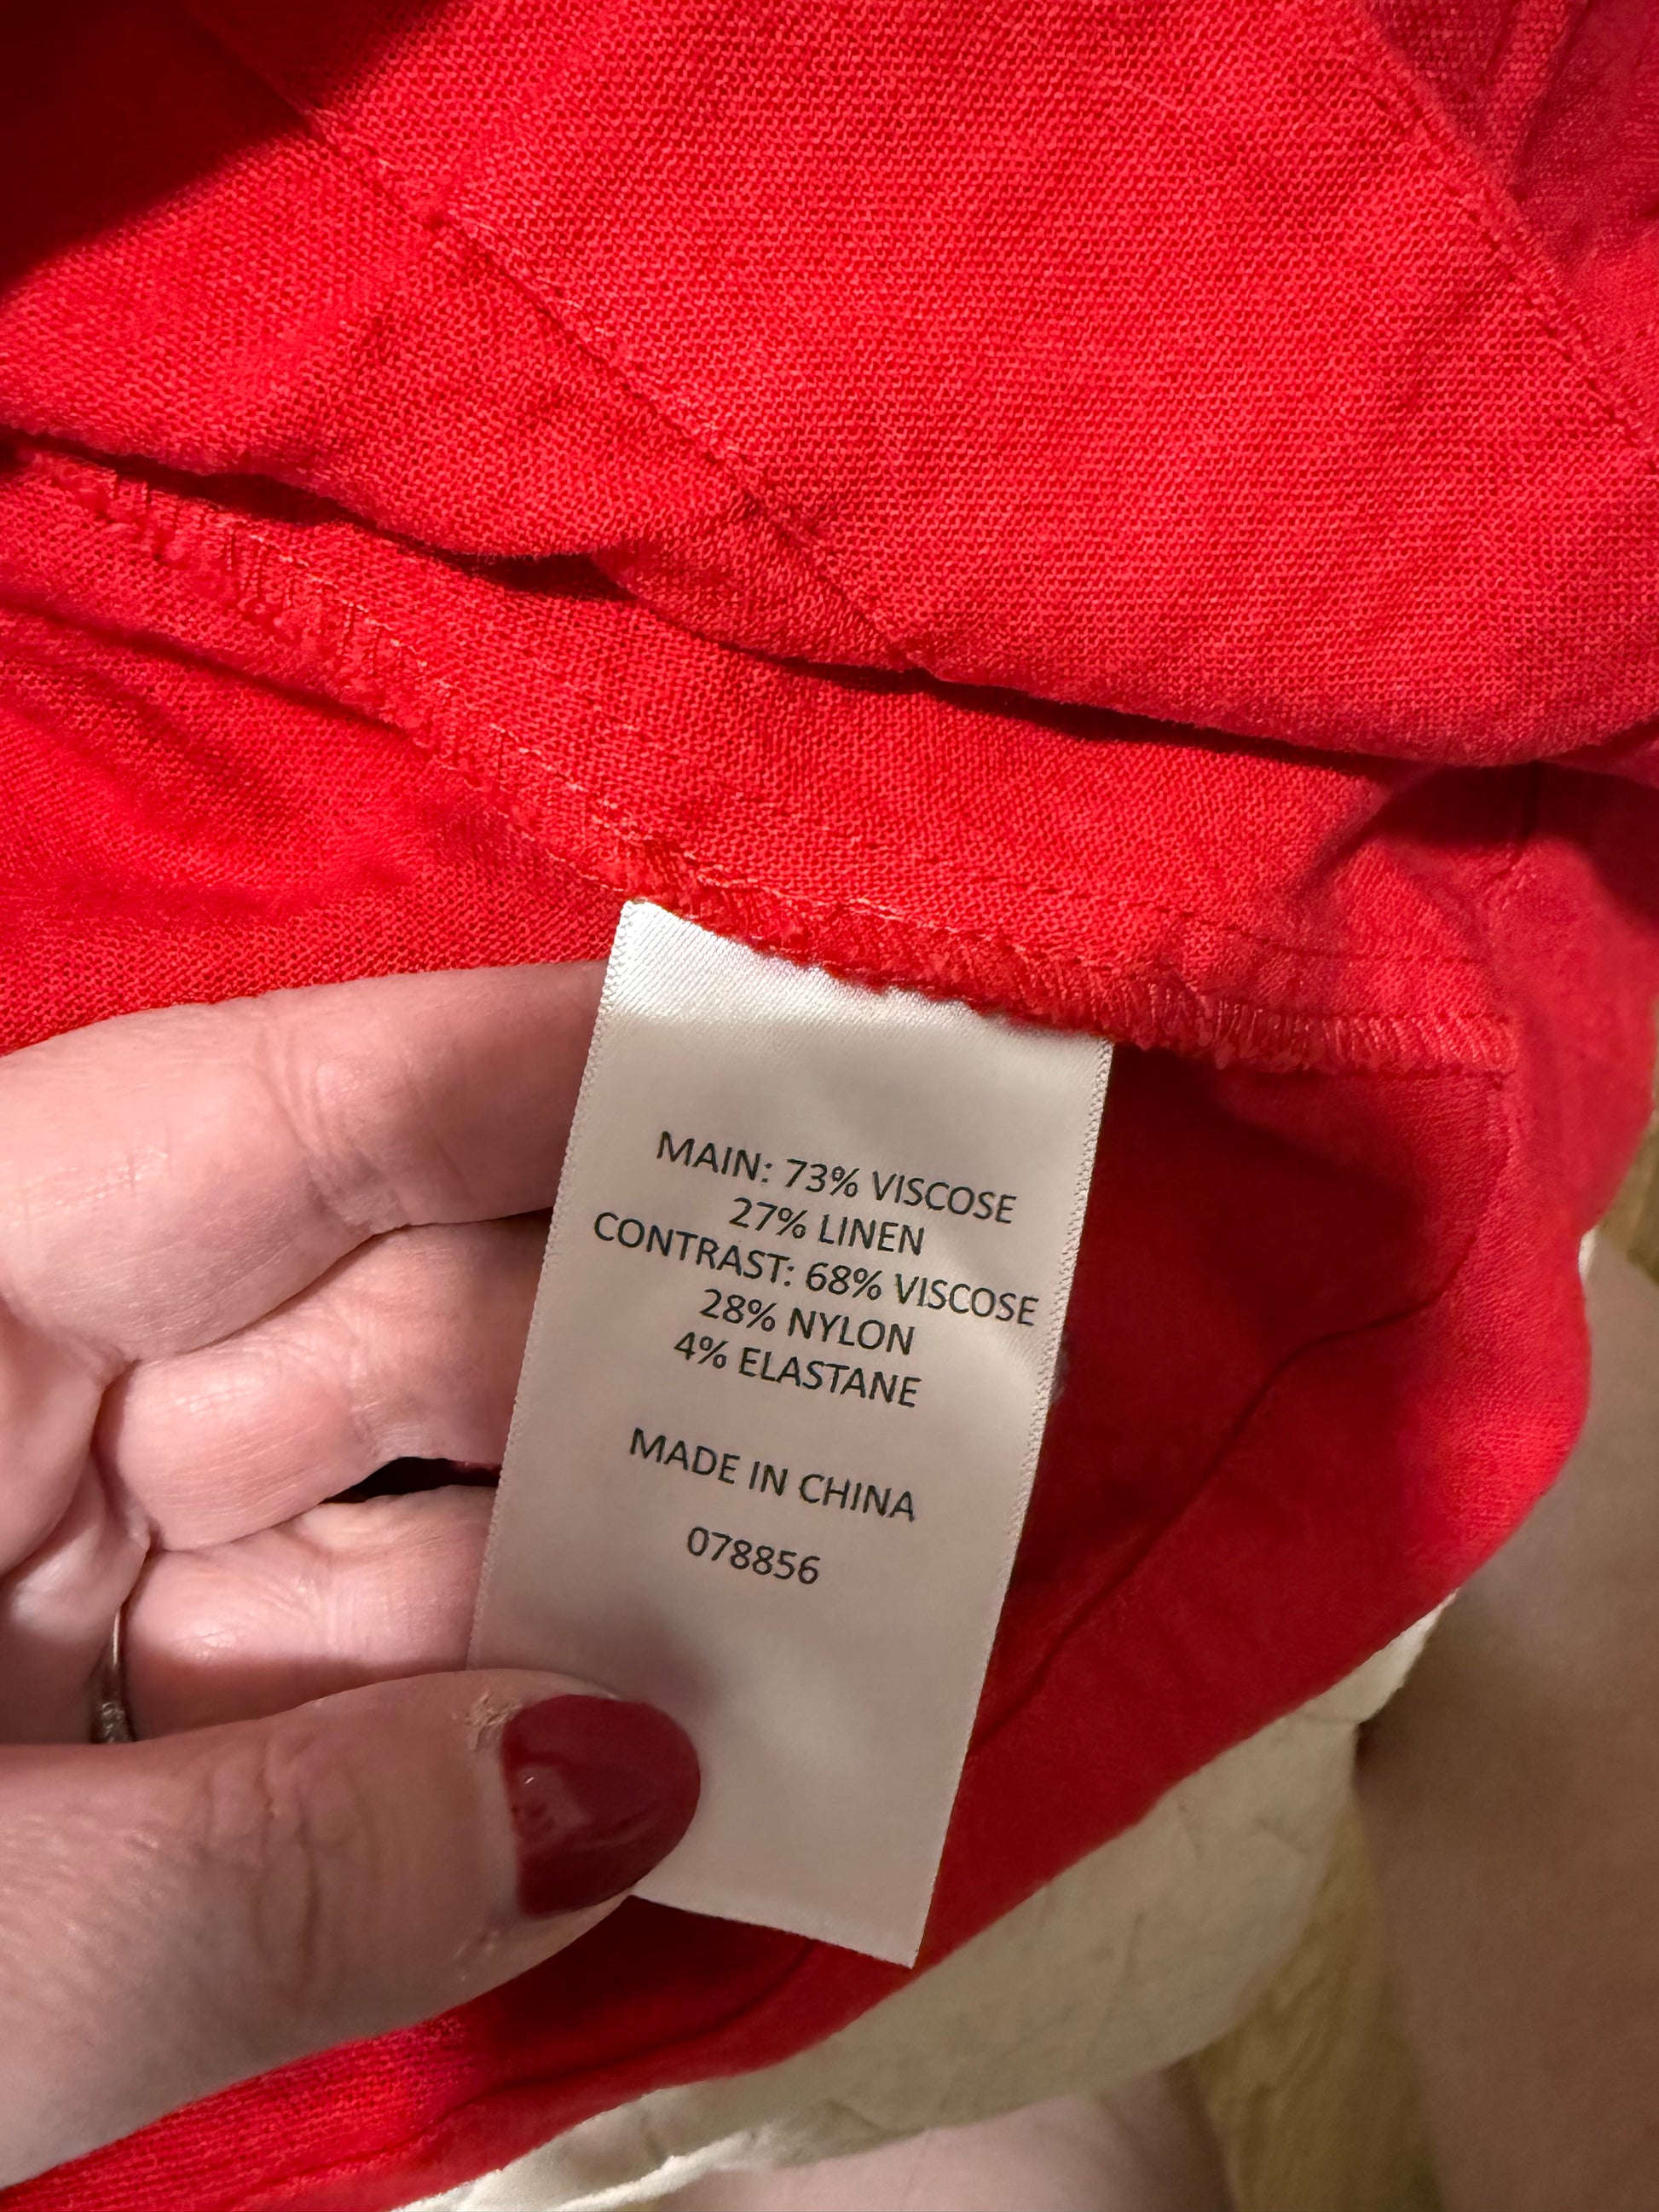 MAIN: 73% VISCOSE
27% LINEN
CONTRAST: 68% VISCOSE
28% NYLON
4% ELASTANE
MADE IN CHINA
078856